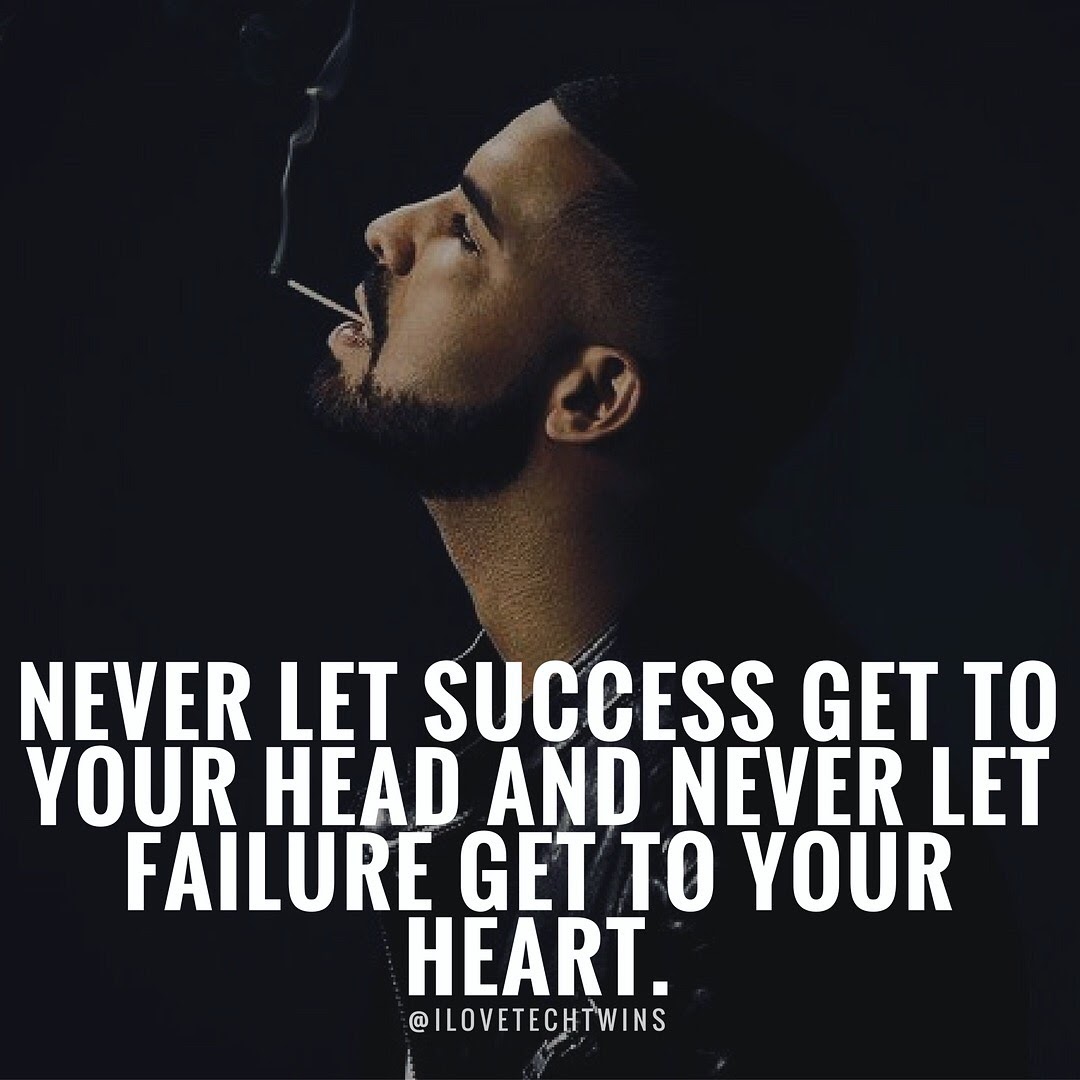 NEVER LET SUCCESS GET TO
YOUR HEAD AND NEVER LET
FAILURE GET TO YOUR
HEART.
@ILOVETECHTWINS